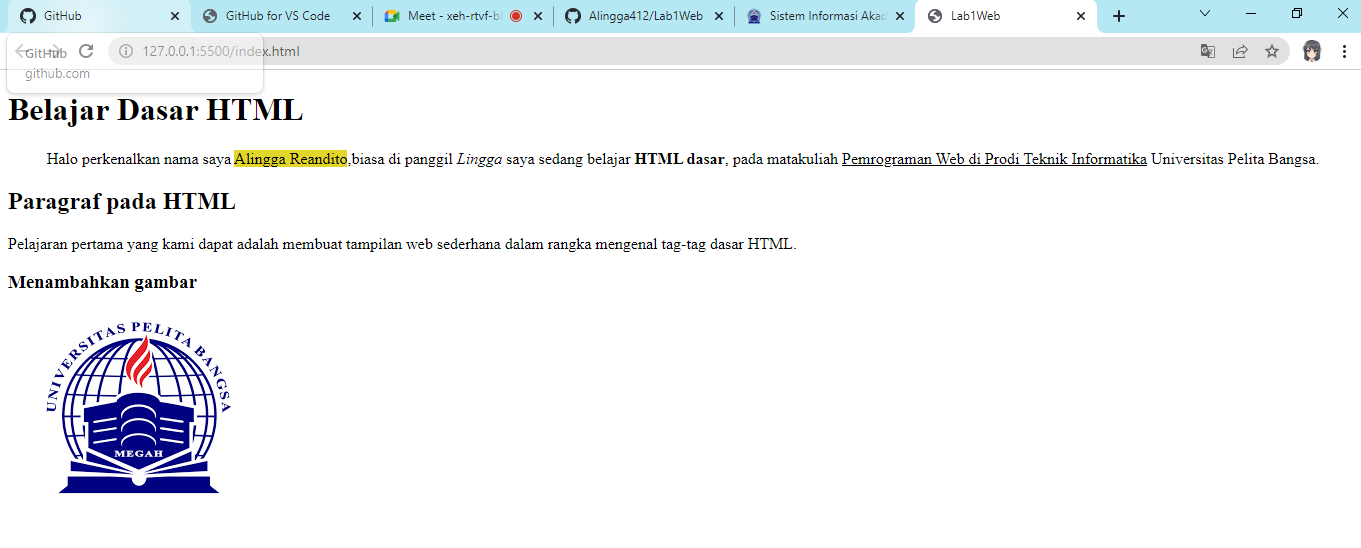 GitHub
GitHub for VS Code
Meet - xeh-rtvf-b
Alingga412/Lab1Web
Sistem Informasi Akad
Lab1Web
GitHub
github.com
127.0.0.1:5500/index.html
Belajar Dasar HTML
Halo perkenalkan nama saya Alingga Reandito,biasa di panggil Lingga saya sedang belajar HTML dasar, pada matakuliah Pemrograman Web di Prodi Teknik Informatika Universitas Pelita Bangsa.
Paragraf pada HTML
Pelajaran pertama yang kami dapat adalah membuat tampilan web sederhana dalam rangka mengenal tag-tag dasar HTML.
Menambahkan gambar
UNIVERSITAS PELITA BANGSA
MEGAH